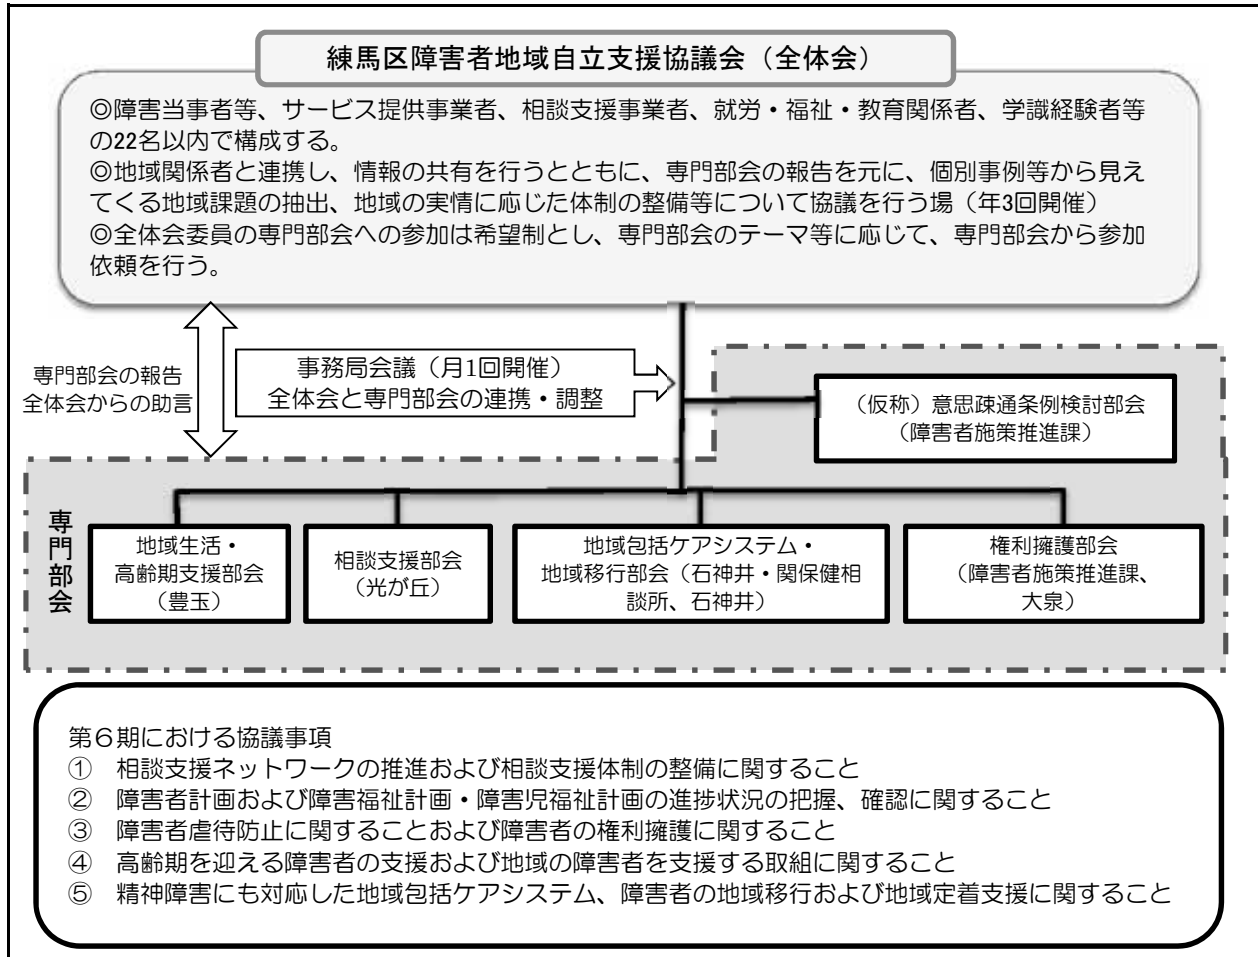 練馬区障害者地域自立支援協議会（全体会）
◎障害当事者等、サービス提供事業者、相談支援事業者、就労・福祉・教育関係者、学識経験者等
の22名以内で構成する。
◎地域関係者と連携し、情報の共有を行うとともに、専門部会の報告を元に、個別事例等から見え
てくる地域課題の抽出、地域の実情に応じた体制の整備等について協議を行う場（年3回開催）
◎全体会委員の専門部会への参加は希望制とし、専門部会のテーマ等に応じて、専門部会から参加
依頼を行う。
専門部会の報告
全体会からの助言
事務局会議（月1回開催）
全体会と専門部会の連携・調整
（仮称）意思疎通条例検討部会
（障害者施策推進課）
専門部会
地域生活・
高齢期支援部会
（豊玉）
相談支援部会
（光が丘）
地域包括ケアシステム・
地域移行部会（石神井・関保健相
談所、石神井）
権利擁護部会
（障害者施策推進課、
大泉）
第６期における協議事項
①　相談支援ネットワークの推進および相談支援体制の整備に関すること
②　障害者計画および障害福祉計画・障害児福祉計画の進捗状況の把握、確認に関すること
③　障害者虐待防止に関することおよび障害者の権利擁護に関すること
④　高齢期を迎える障害者の支援および地域の障害者を支援する取組に関すること
⑤　精神障害にも対応した地域包括ケアシステム、障害者の地域移行および地域定着支援に関すること